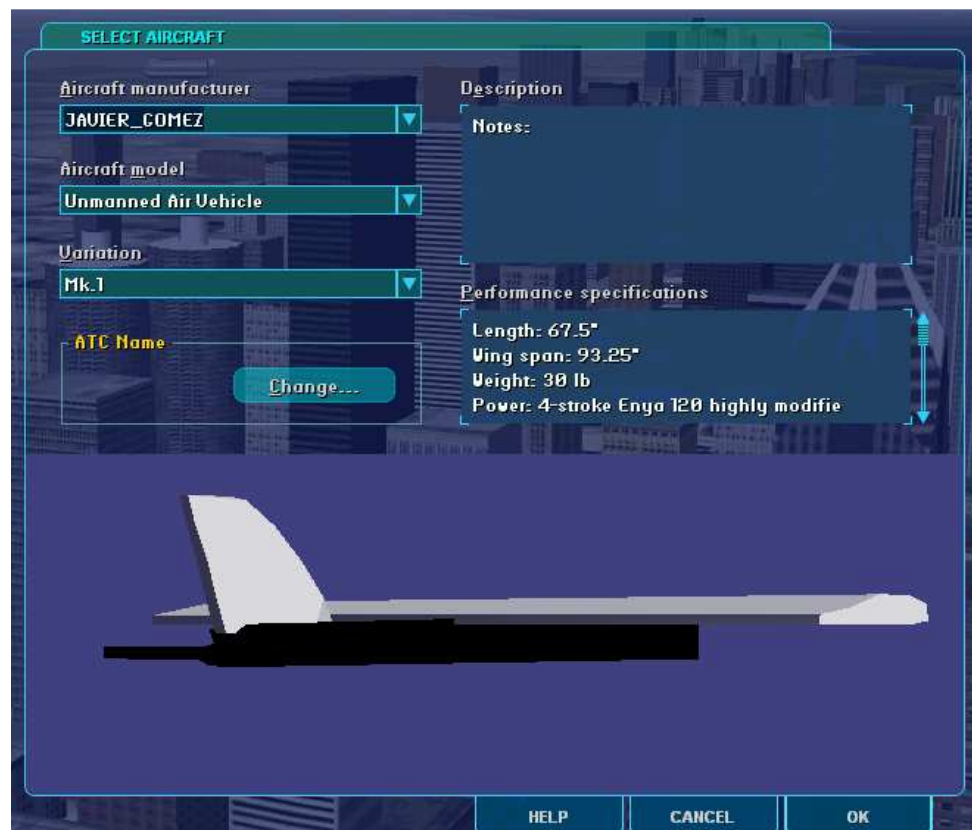 SELECT AIRCRAFT
Aircraft manufacturer
JAVIER_GOMEZ
Aircraft model
Unmanned Air Vehicle
Variation
Mk.1
ATC Name
Change...
Description
Notes:
Performance specifications
Length: 67.5"
Wing span: 93.25"
Weight: 30 lb
Power: 4-stroke Enya 120 highly modifie
HELP
CANCEL
OK